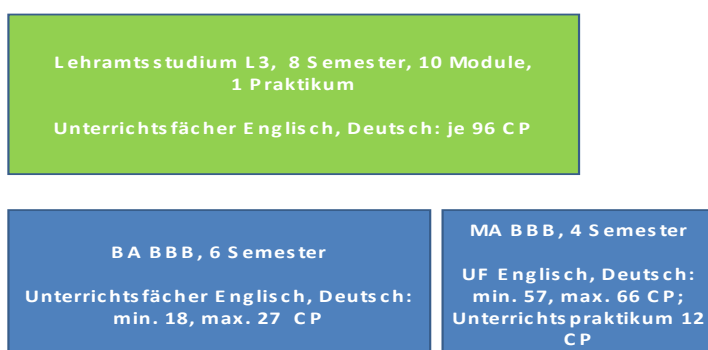 Lehramtsstudium L3, 8 Semester, 10 Module,
1 Praktikum
Unterrichtsfächer Englisch, Deutsch: je 96 CP
BA BBB, 6 Semester
Unterrichtsfächer Englisch, Deutsch:
min. 18, max. 27 CP
MA BBB, 4 Semester
UF Englisch, Deutsch:
min. 57, max. 66 CP;
Unterrichtspraktikum 12
CP